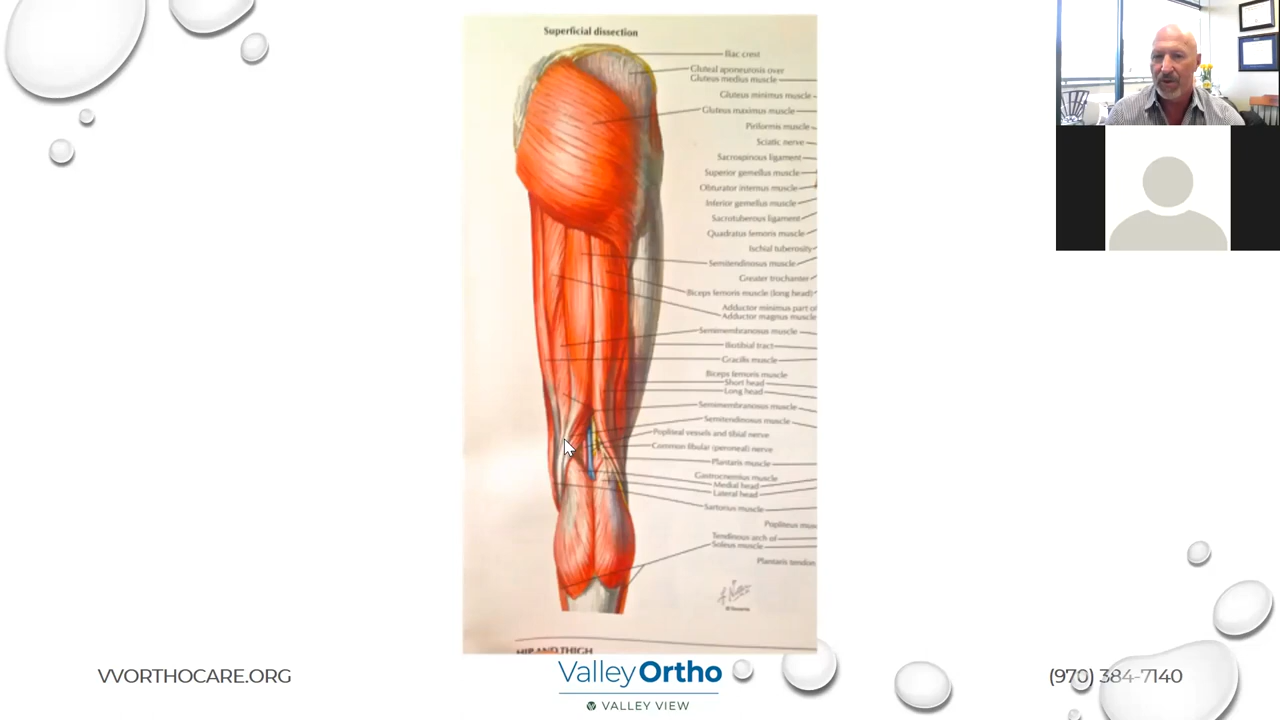 Superficial dissection
Iliac crest
Gluteal aponeurosis over
Gluteus medius muscle
Gluteus minimus muscle
Gluteus maximus muscle
Piriformis muscle
Sciatic nerve
Sacrospinous ligament
Superior gemellus muscle
Obturator internus muscle
Inferior gemellus muscle
Sacrotuberous ligament
Quadratus femoris muscle
Ischial tuberosity
Semitendinosus muscle
Greater trochanter
Biceps femoris muscle (long head)
Adductor minimus part of
Adductor magnus muscle
Semimembranosus muscle
Iliotibial tract
Gracilis muscle
Biceps femoris muscle
Short head
Long head
Semimembranosus muscle
Semitendinosus muscle
Popliteal vessels and tibial nerve
Common fibular (peroneal) nerve
Plantaris muscle
Gastrocnemius muscle
Medial head
Lateral head
Sartorius muscle
Popliteus mus
Tendinous arch of
Soleus muscle
Plantaris tendon
HIP AND THIGH
VVORTHOCARE.ORG
ValleyOrtho
VALLEY VIEW
(970) 384-7140